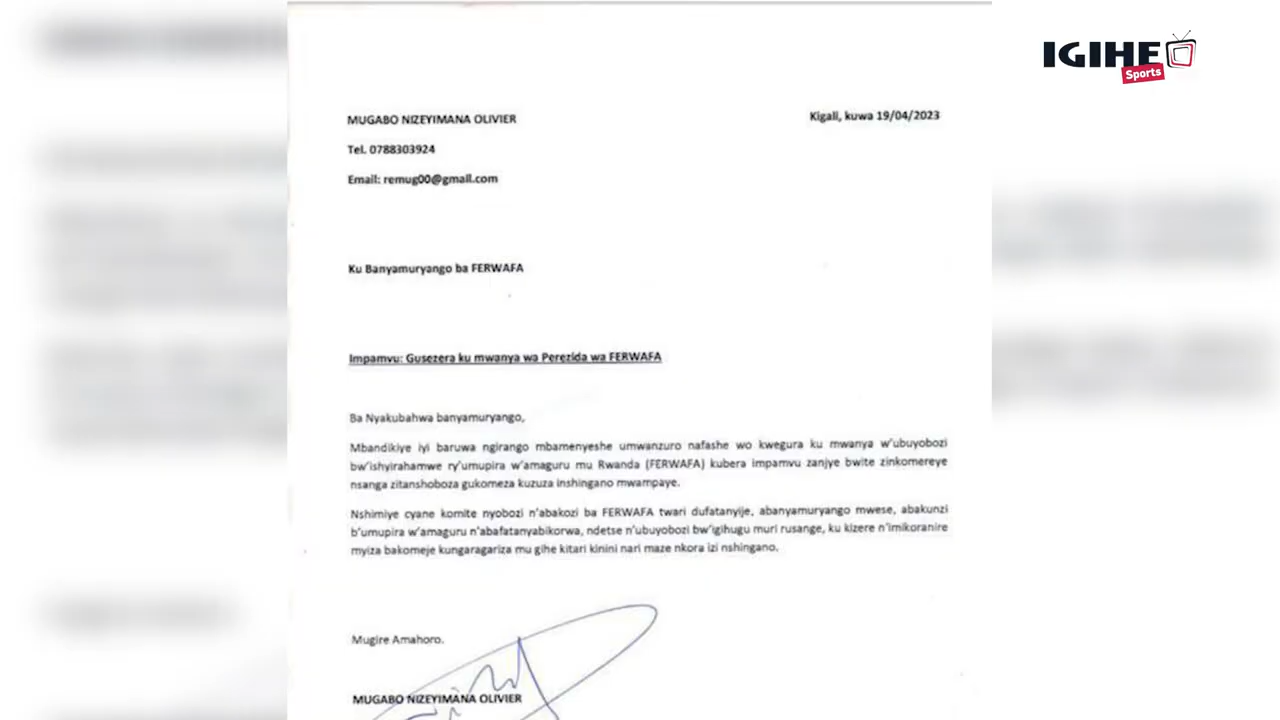 IGIHE
Sports
MUGABO NIZEYIMANA OLIVIER
Kigali, kuwa 19/04/2023
Tel. 0788303924
Email: remug00@gmail.com
Ku Banyamuryango ba FERWAFA
Impamvu: Gusezera ku mwanya wa Perezida wa FERWAFA
Ba Nyakubahwa banyamuryango,
Mbandikiye iyi baruwa ngirango mbamenyeshe umwanzuro nafashe wo kwegura ku mwanya w'ubuyobozi
bw'ishyirahamwe ry'umupira w'amaguru mu Rwanda (FERWAFA) kubera impamvu zanjye bwite zinkomereye
nsanga zitanshoboza gukomeza kuzuza inshingano mwampaye.
Nshimiye cyane komite nyobozi n'abakozi ba FERWAFA twari dufatanyije, abanyamuryango mwese, abakunzi
b'umupira w'amaguru n'abafatanyabikorwa, ndetse n'ubuyobozi bw'igihugu muri rusange, ku kizere n'imikoranire
myiza bakomeje kungaragariza mu gihe kitari kinini nari maze nkora izi nshingano.
Mugire Amahoro.
MUGABO NIZEYIMANA OLIVIER